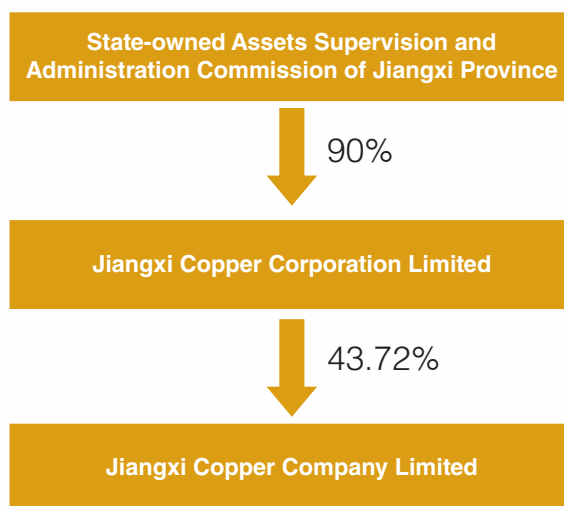 State-owned Assets Supervision and
Administration Commission of Jiangxi Province
90%
Jiangxi Copper Corporation Limited
43.72%
Jiangxi Copper Company Limited